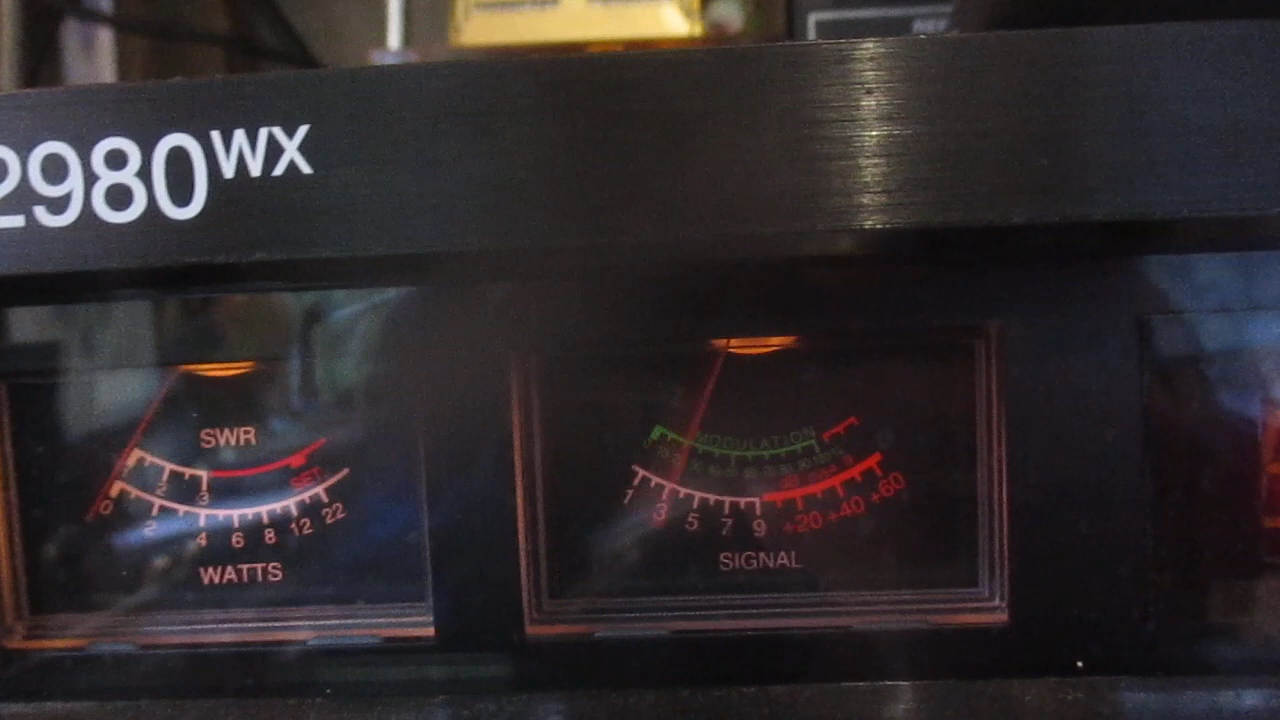 2980WX
SWR
2 3 SET
0 2 4 6 8 12 22
WATTS
MODULATION
1 3 5 7 9 +20 +40 +60
SIGNAL